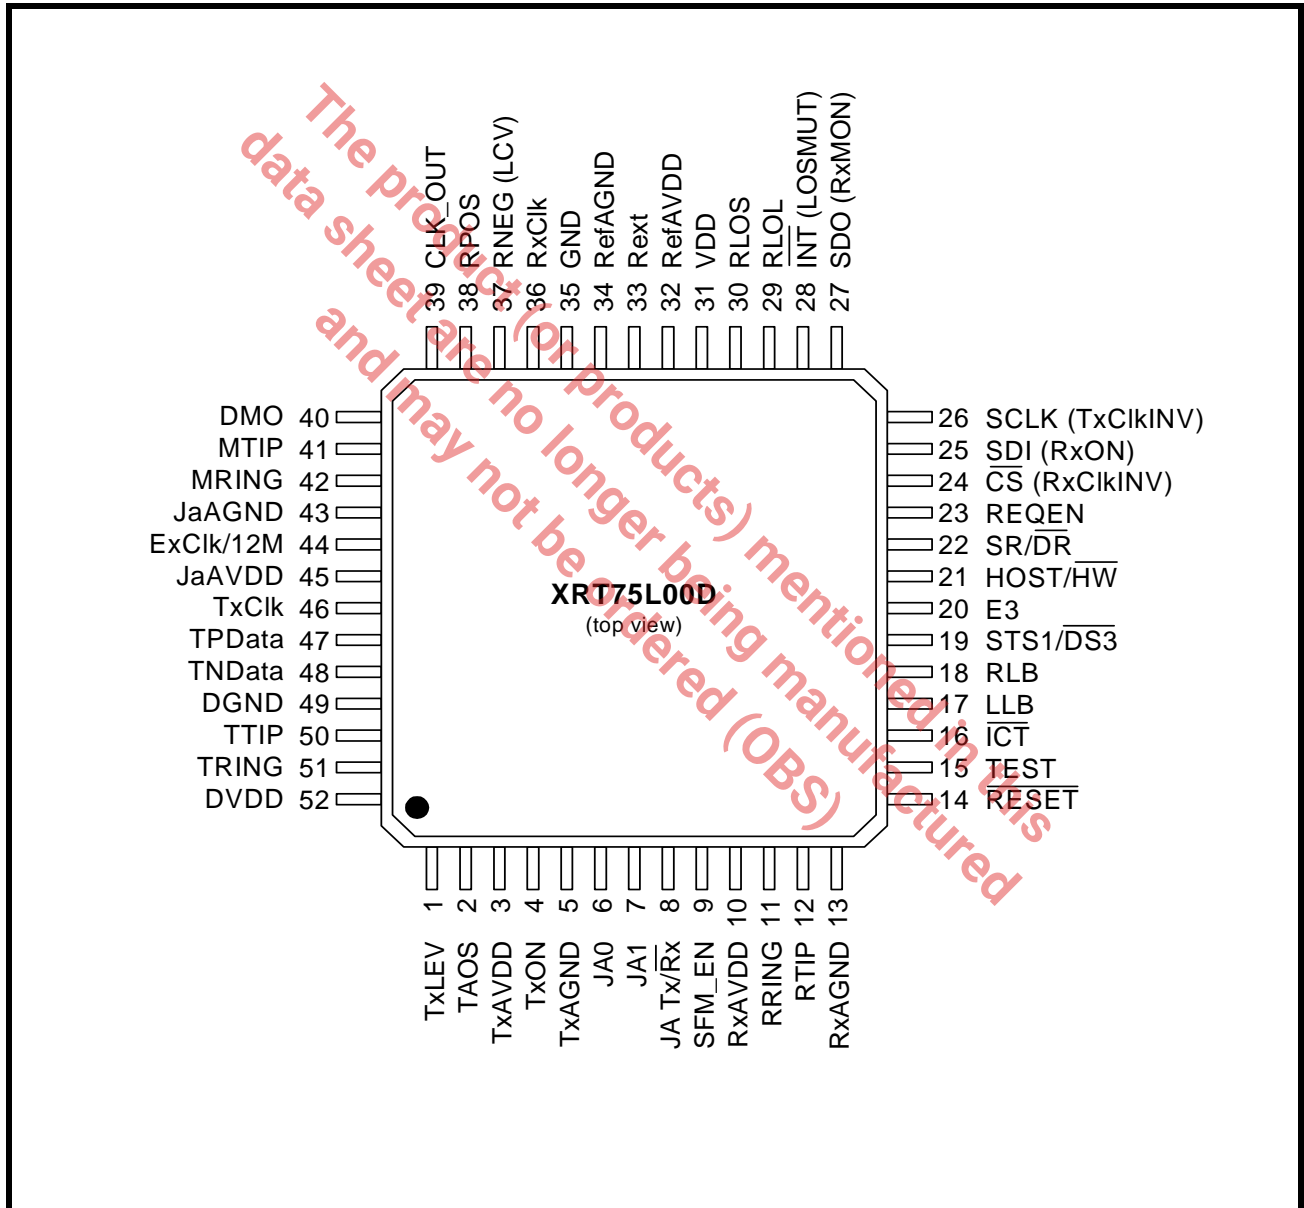 39 CLK_OUT
38 RPOS
37 RNEG (LCV)
36 RxClk
35 GND
34 RefAGND
33 Rext
32 RefAVDD
31 VDD
30 RLOS
29 RLOL
28 INT (LOSMUT)
27 SDO (RxMON)
DMO 40
MTIP 41
MRING 42
JaAGND 43
ExClk/12M 44
JaAVDD 45
TxClk 46
TPData 47
TNData 48
DGND 49
TTIP 50
TRING 51
DVDD 52
XRT75L00D
(top view)
26 SCLK (TxClkINV)
25 SDI (RxON)
24 CS (RxClkINV)
23 REQEN
22 SR/DR
21 HOST/HW
20 E3
19 STS1/DS3
18 RLB
17 LLB
16 ICT
15 TEST
14 RESET
TxLEV 1
TAOS 2
TxAVDD 3
TxON 4
TxAGND 5
JA0 6
JA1 7
JA Tx/Rx 8
SFM_EN 9
RxAVDD 10
RRING 11
RTIP 12
RxAGND 13
The product (or products) mentioned in this
data sheet are no longer being manufactured
and may not be ordered (OBS)